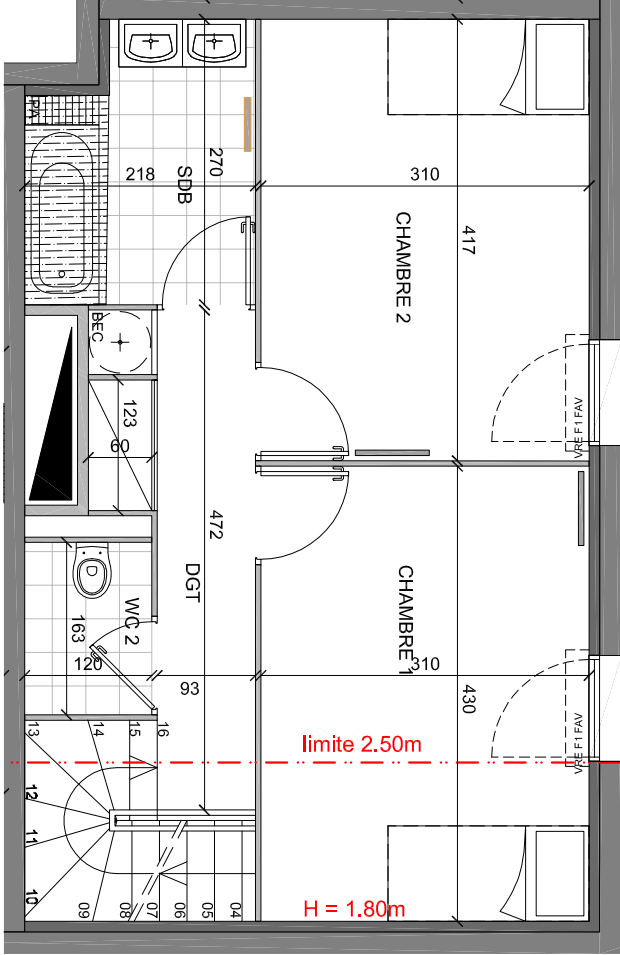 PA
SDB
270
218
310
CHAMBRE 2
417
BEC
123
60
VRE F1 FAV
472
DGT
WC 2
163
120
93
CHAMBRE 1
310
430
VRE F1 FAV
limite 2.50m
13
14
15
16
12
11
10
09
08
07
06
05
04
H = 1.80m